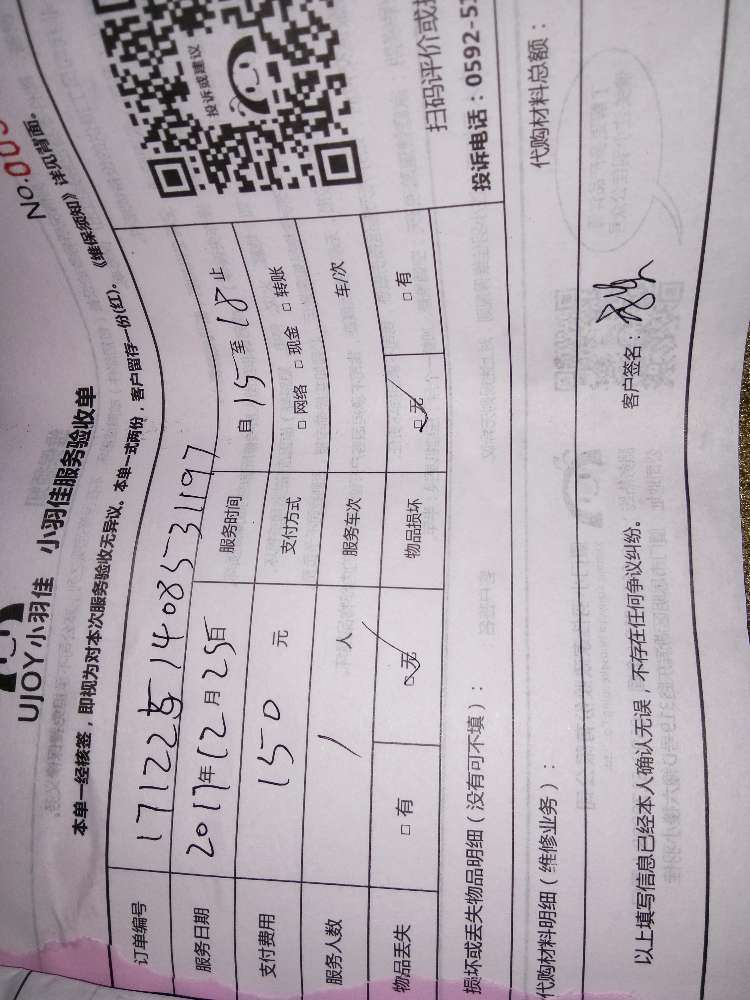 NO:003
UJOY小羽佳 小羽佳服务验收单
本单一经核签，即视为对本次服务验收无异议。本单一式两份，客户留存一份(红)。《维保须知》详见背面。
订单编号 1712251408531197
服务日期 2017年12月25日 服务时间 自15至18止
支付费用 150元 支付方式 □ 网络 □ 现金 □ 转账
服务人数 1人 服务车次 车/次
物品丢失 □ 有 □ 无 物品损坏 □ 无 □ 有
投诉或建议
扫码评价或
投诉电话：0592-5
损坏或丢失物品明细（没有可不填）：
代购材料明细（维修业务）： 代购材料总额：
以上填写信息已经本人确认无误，不存在任何争议纠纷。 客户签名：